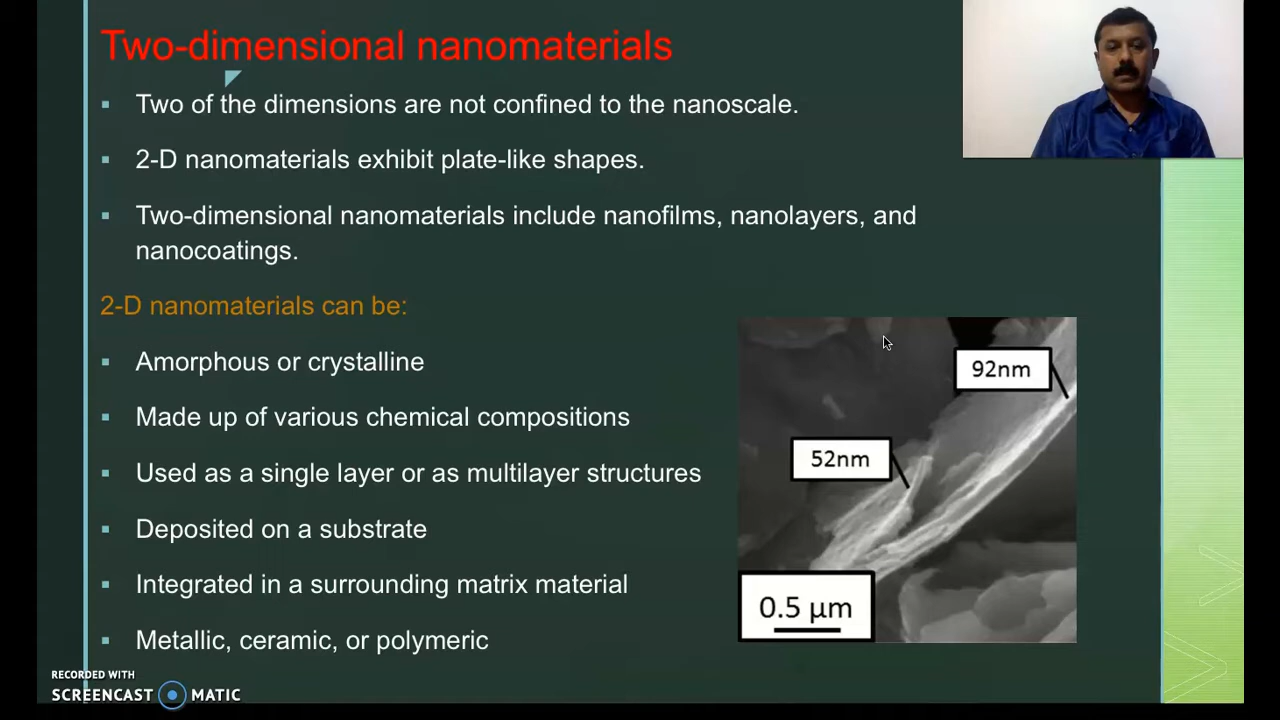 Two-dimensional nanomaterials
Two of the dimensions are not confined to the nanoscale.
2-D nanomaterials exhibit plate-like shapes.
Two-dimensional nanomaterials include nanofilms, nanolayers, and
nanocoatings.
2-D nanomaterials can be:
Amorphous or crystalline
Made up of various chemical compositions
Used as a single layer or as multilayer structures
Deposited on a substrate
Integrated in a surrounding matrix material
Metallic, ceramic, or polymeric
92nm
52nm
0.5 µm
RECORDED WITH
SCREENCAST MATIC